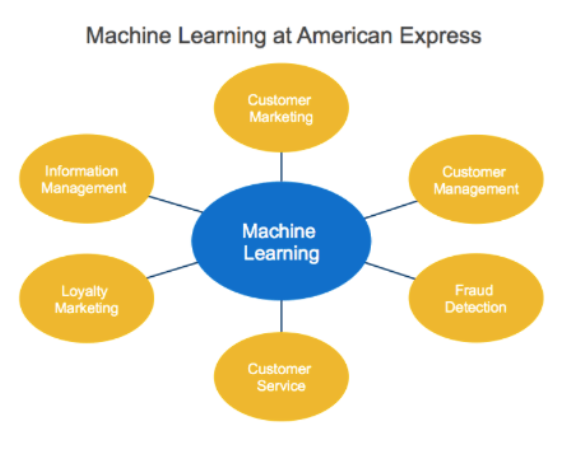 Machine Learning at American Express
Customer
Marketing
Information
Management
Customer
Management
Machine
Learning
Loyalty
Marketing
Fraud
Detection
Customer
Service